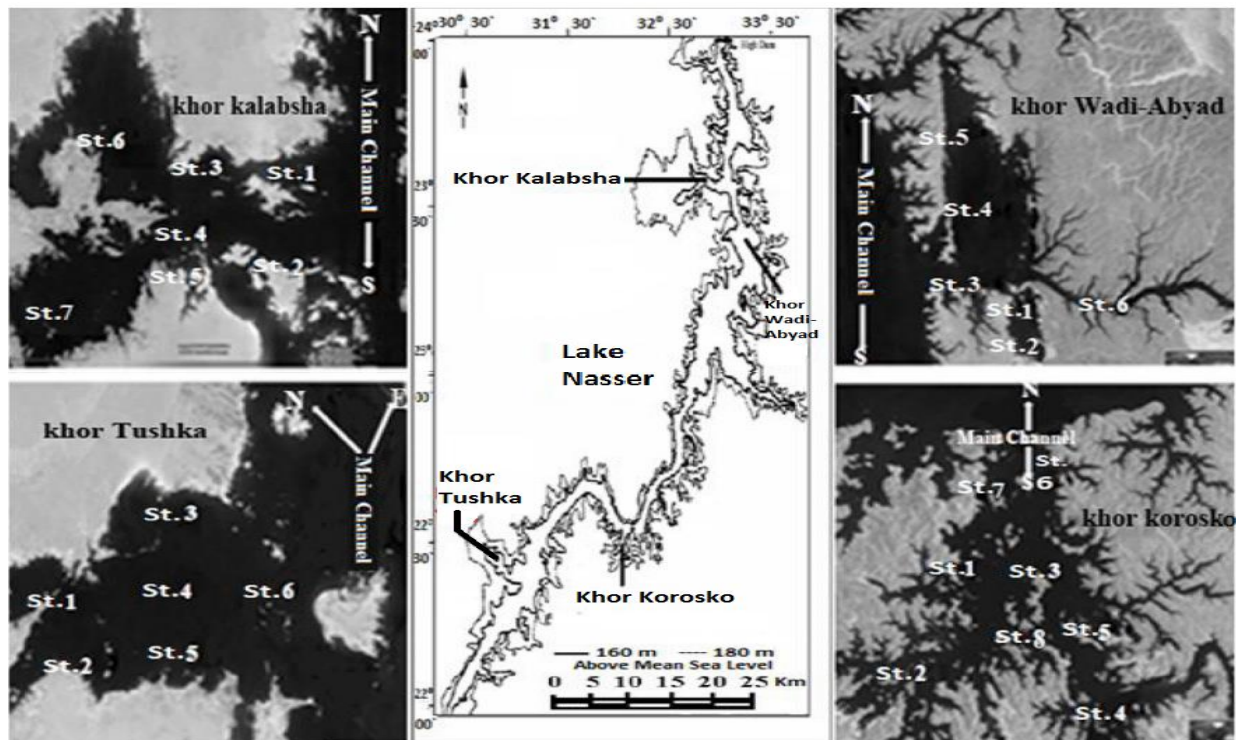 N
Main Channel
S
khor kalabsha
St.6
St.3
St.1
St.4
St.2
St.5
St.7
30° 30´
31 30´
32 30´
33 30´
24°
00´
High Dam
N
Khor Kalabsha
23°
30´
Khor
Wadi-
Abyad
Lake
Nasser
25°
00´
Khor
Tushka
22°
30´
Khor Korosko
160 m
180 m
Above Mean Sea Level
0 5 10 15 20 25 Km
22°
00´
khor Wadi-Abyad
N
Main Channel
S
St.5
St.4
St.3
St.1
St.6
St.2
khor Tushka
N
E
Main Channel
St.3
St.4
St.6
St.1
St.5
St.2
N
Main Channel
S
St.
6
St.7
khor korosko
St.1
St.3
St.8
St.5
St.2
St.4